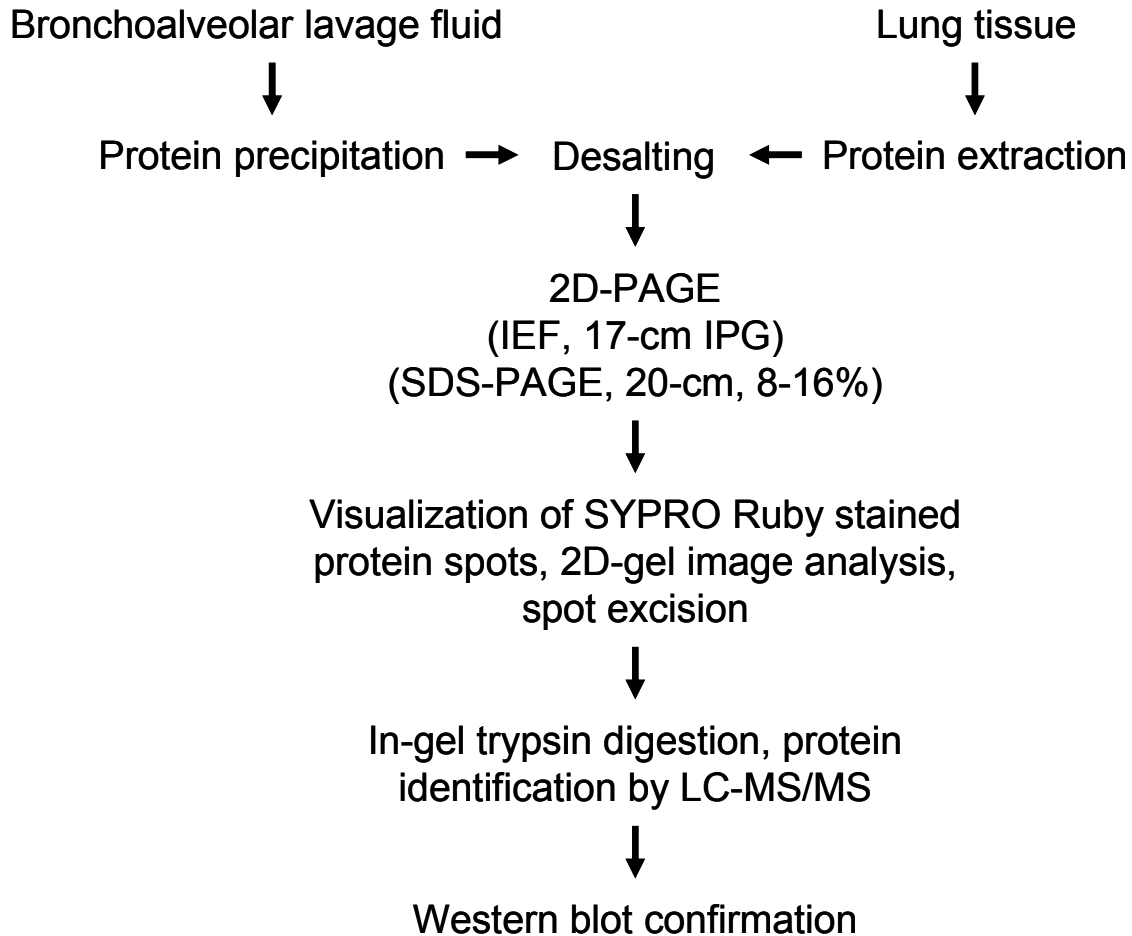 Bronchoalveolar lavage fluid
Lung tissue
Protein precipitation
Desalting
Protein extraction
2D-PAGE
(IEF, 17-cm IPG)
(SDS-PAGE, 20-cm, 8-16%)
Visualization of SYPRO Ruby stained
protein spots, 2D-gel image analysis,
spot excision
In-gel trypsin digestion, protein
identification by LC-MS/MS
Western blot confirmation